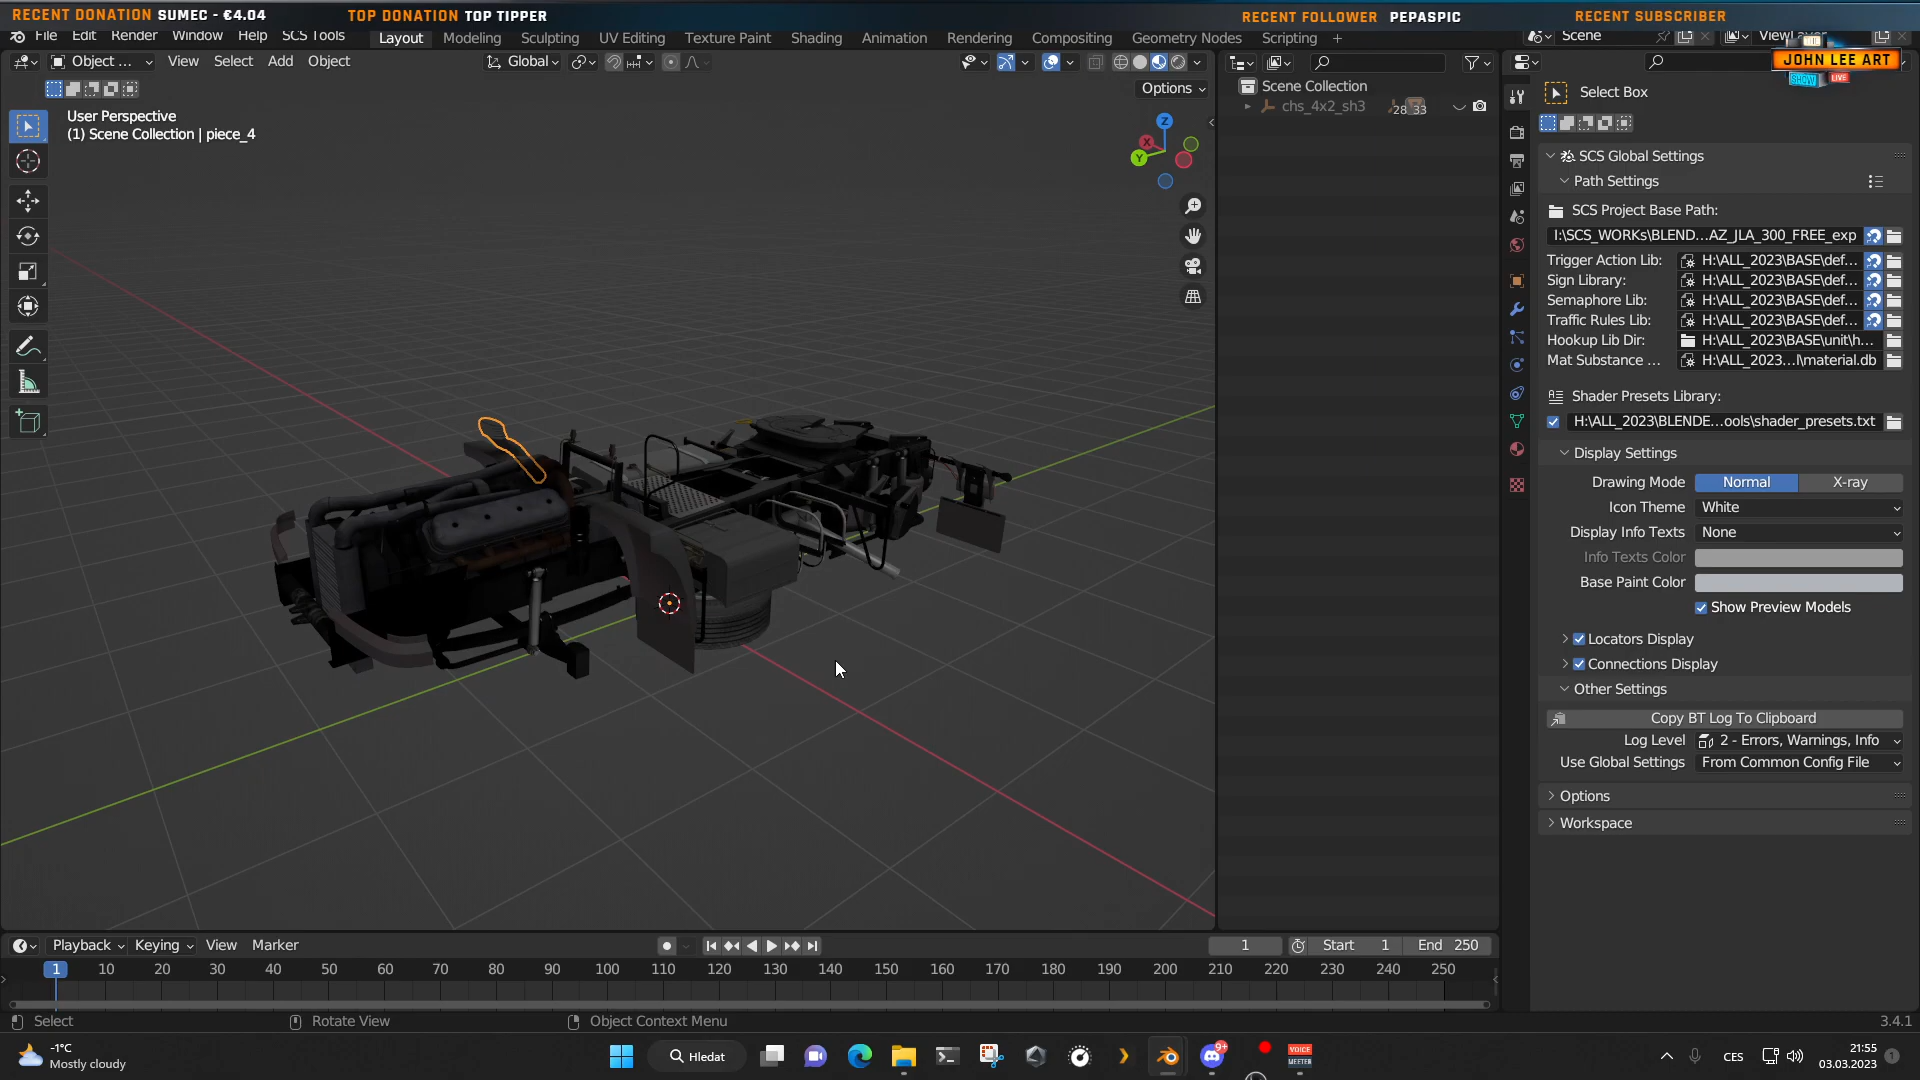 RECENT DONATION SUMEC - €4.04
TOP DONATION TOP TIPPER
RECENT FOLLOWER PEPASPIC
RECENT SUBSCRIBER
File Edit Render Window Help SCS Tools
Layout Modeling Sculpting UV Editing Texture Paint Shading Animation Rendering Compositing Geometry Nodes Scripting +
Scene
JOHN LEE ART
SHOW LIVE
Object ...
View Select Add Object
Global
Options
User Perspective
(1) Scene Collection | piece_4
Z
X
Y
Scene Collection
chs_4x2_sh3
28 33
Select Box
SCS Global Settings
Path Settings
SCS Project Base Path:
I:\SCS_WORKs\BLEND...AZ_JLA_300_FREE_exp
Trigger Action Lib: H:\ALL_2023\BASE\def...
Sign Library: H:\ALL_2023\BASE\def...
Semaphore Lib: H:\ALL_2023\BASE\def...
Traffic Rules Lib: H:\ALL_2023\BASE\def...
Hookup Lib Dir: H:\ALL_2023\BASE\unit\h...
Mat Substance ... H:\ALL_2023...l\material.db
Shader Presets Library:
H:\ALL_2023\BLENDE...ools\shader_presets.txt
Display Settings
Drawing Mode Normal X-ray
Icon Theme White
Display Info Texts None
Info Texts Color
Base Paint Color
Show Preview Models
Locators Display
Connections Display
Other Settings
Copy BT Log To Clipboard
Log Level 2 - Errors, Warnings, Info
Use Global Settings From Common Config File
Options
Workspace
Playback Keying View Marker
1 Start 1 End 250
1 10 20 30 40 50 60 70 80 90 100 110 120 130 140 150 160 170 180 190 200 210 220 230 240 250
Select Rotate View Object Context Menu
3.4.1
-1°C
Mostly cloudy
Hledat
9+
VOICE
MEETER
CES
21:55
03.03.2023
1